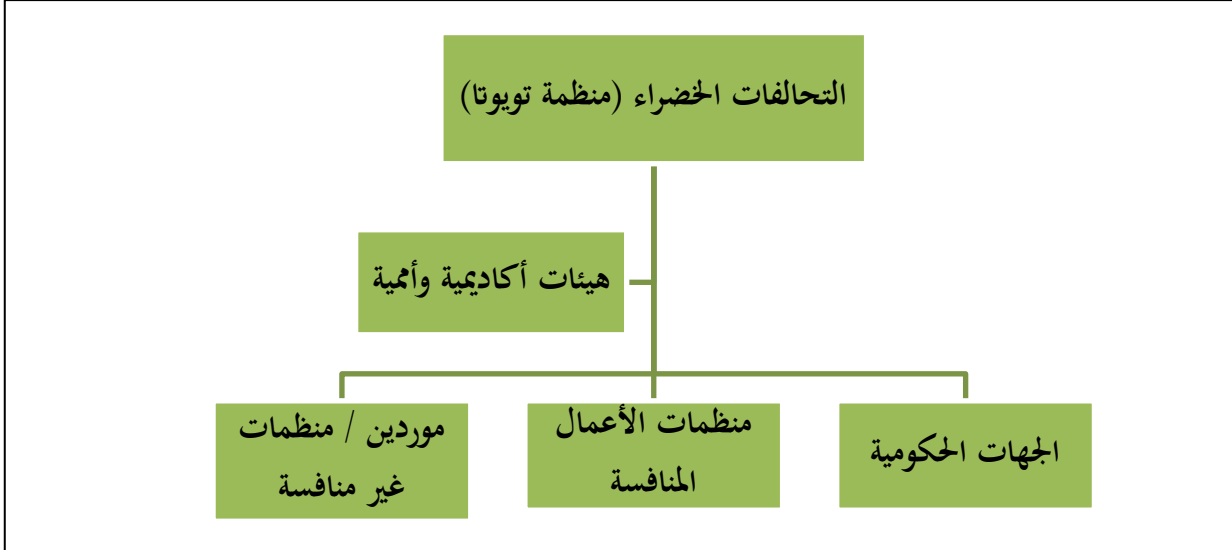 التحالفات الخضراء (منظمة تويوتا)
هيئات أكاديمية وأممية
الجهات الحكومية
منظمات الأعمال
المنافسة
موردين / منظمات
غير منافسة